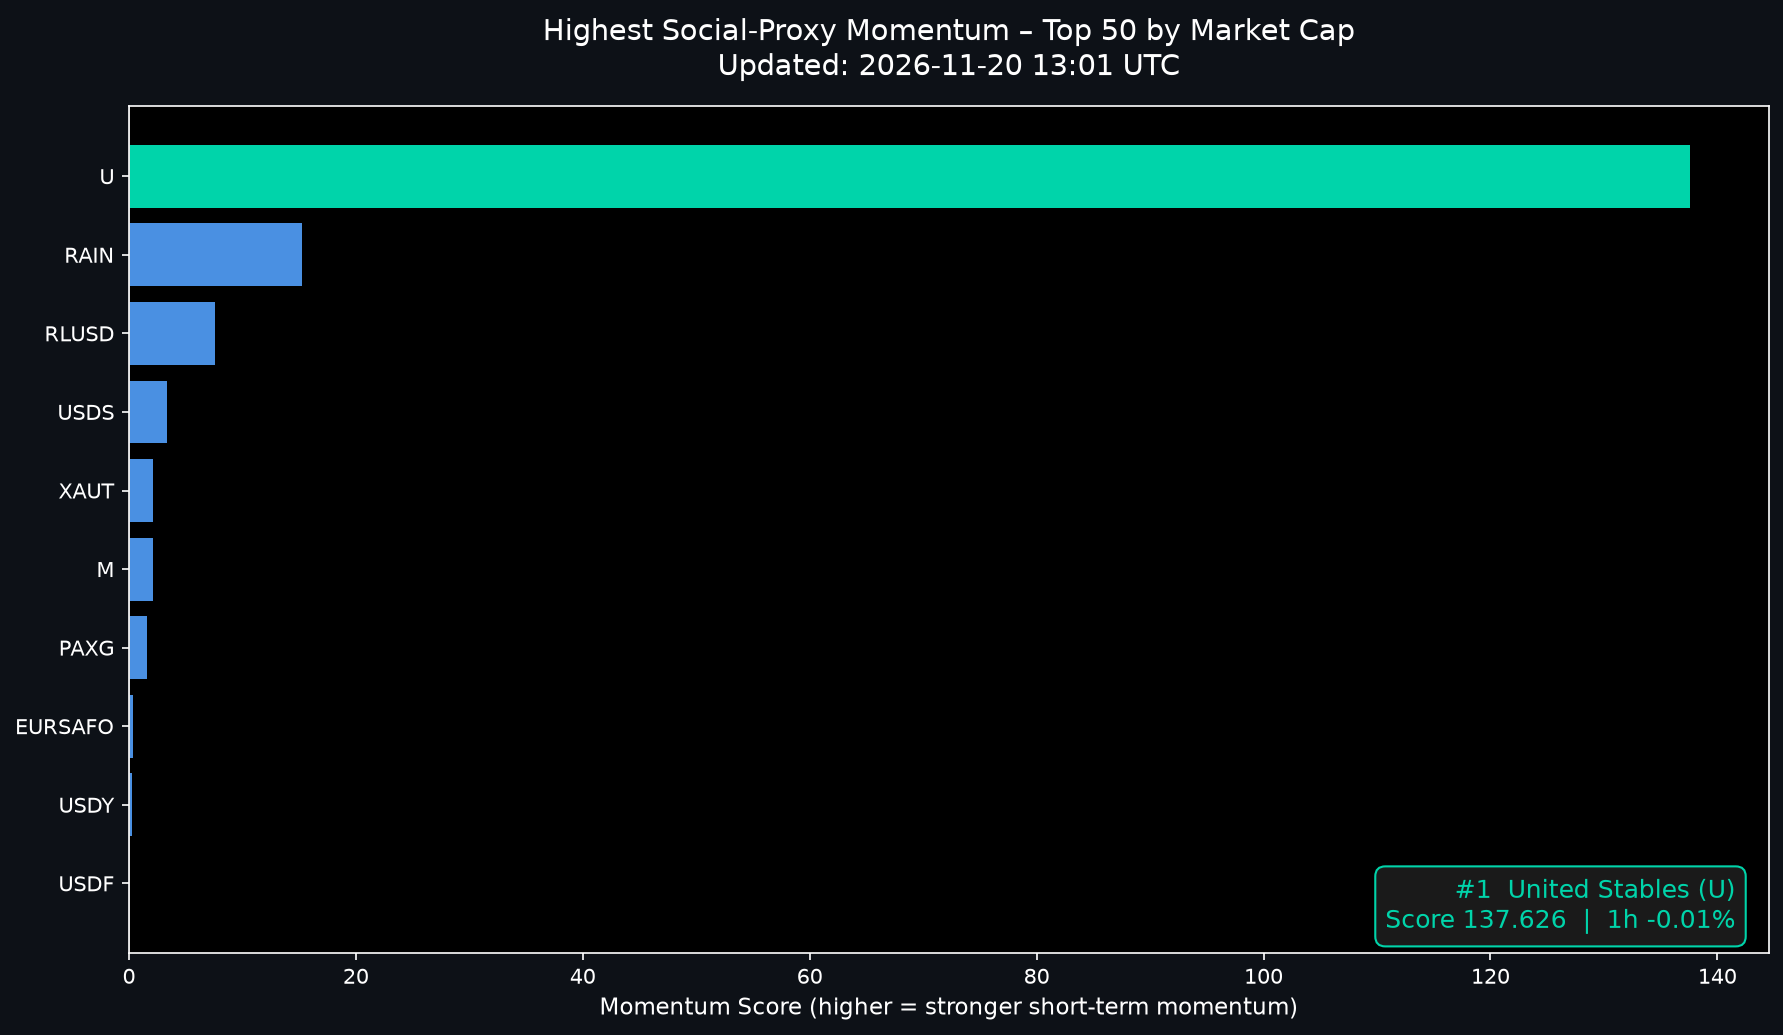 Highest Social-Proxy Momentum – Top 50 by Market Cap
Updated: 2026-11-20 13:01 UTC
U
RAIN
RLUSD
USDS
XAUT
M
PAXG
EURSAFO
USDY
USDF
#1  United Stables (U)
Score 137.626  |  1h -0.01%
0 20 40 60 80 100 120 140
Momentum Score (higher = stronger short-term momentum)